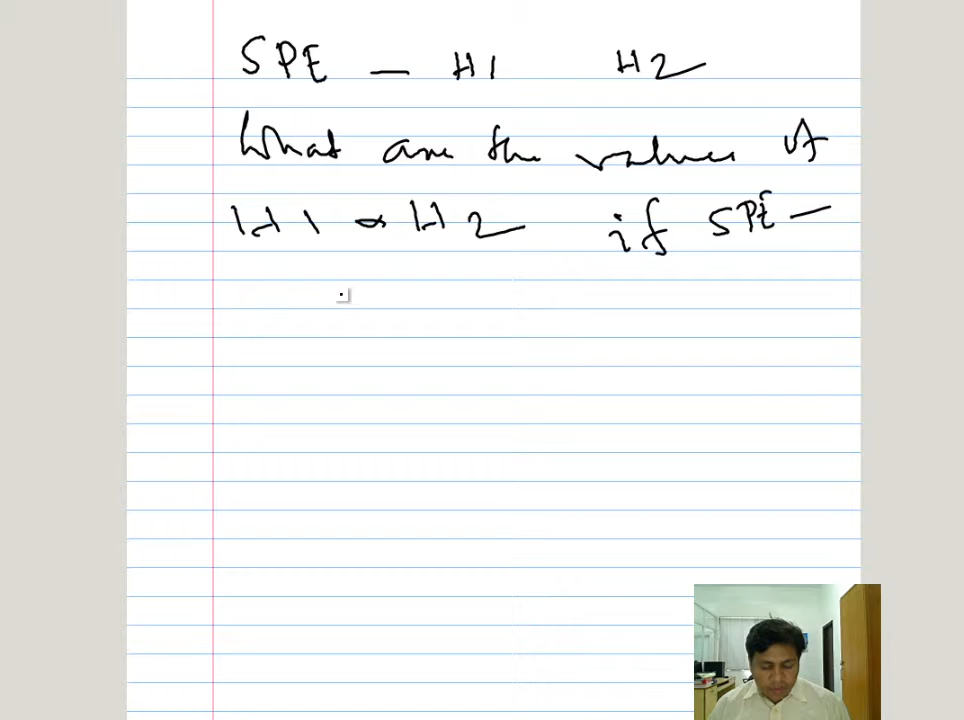 SPE — H1 H2
What are the values of
H1 & H2 if SPE —